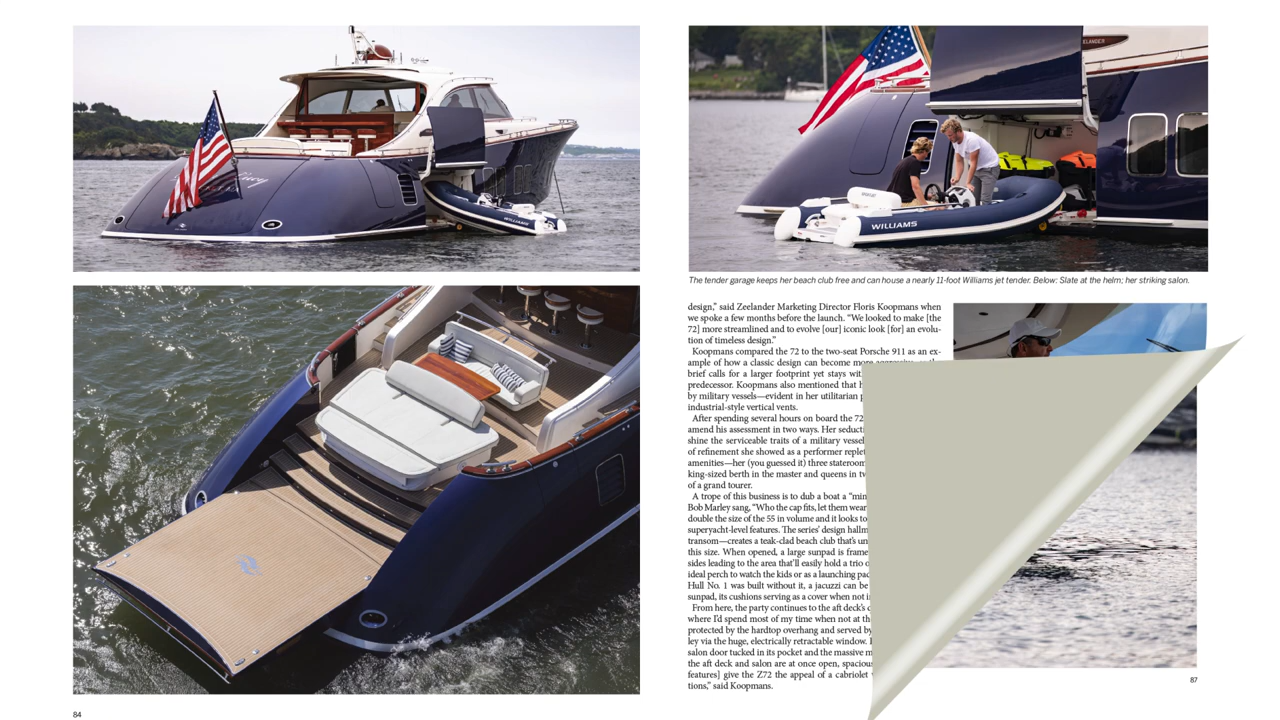 WILLIAMS
84
ELANDER
WILLIAMS
The tender garage keeps her beach club free and can house a nearly 11-foot Williams jet tender. Below: Slate at the helm; her striking salon.
design,” said Zeelander Marketing Director Floris Koopmans when
we spoke a few months before the launch. “We looked to make [the
72] more streamlined and to evolve [our] iconic look [for] an evolu-
tion of timeless design.”
Koopmans compared the 72 to the two-seat Porsche 911 as an ex-
ample of how a classic design can become more
brief calls for a larger footprint yet stays
predecessor. Koopmans also mentioned that
by military vessels—evident in her utilitarian
industrial-style vertical vents.
After spending several hours on board the 72
amend his assessment in two ways. Her
shine the serviceable traits of a military vessel
of refinement she showed as a performer
amenities—her (you guessed it) three
king-sized berth in the master and queens in
of a grand tourer.
A trope of this business is to dub a boat a
Bob Marley sang, “Who the cap fits, let them wear
double the size of the 55 in volume and it looks to
superyacht-level features. The series’ design
transom—creates a teak-clad beach club that’s
this size. When opened, a large sunpad is
sides leading to the area that’ll easily hold a trio
ideal perch to watch the kids or as a launching
Hull No. 1 was built without it, a jacuzzi can be
sunpad, its cushions serving as a cover when not
From here, the party continues to the aft deck’s
where I’d spend most of my time when not at
protected by the hardtop overhang and served
ley via the huge, electrically retractable window.
salon door tucked in its pocket and the massive
the aft deck and salon are at once open,
features] give the Z72 the appeal of a cabriolet
tions,” said Koopmans.
87